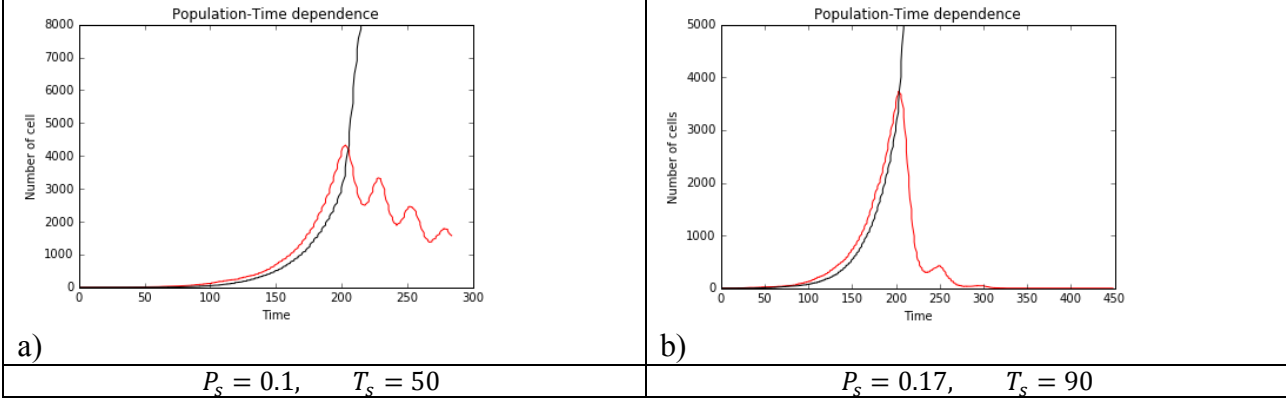 Population-Time dependence
8000
7000
6000
5000
4000
3000
2000
1000
0
Number of cell
0 50 100 150 200 250 300
Time
a)
P_s = 0.1, T_s = 50
Population-Time dependence
5000
4000
3000
2000
1000
0
Number of cells
0 50 100 150 200 250 300 350 400 450
Time
b)
P_s = 0.17, T_s = 90